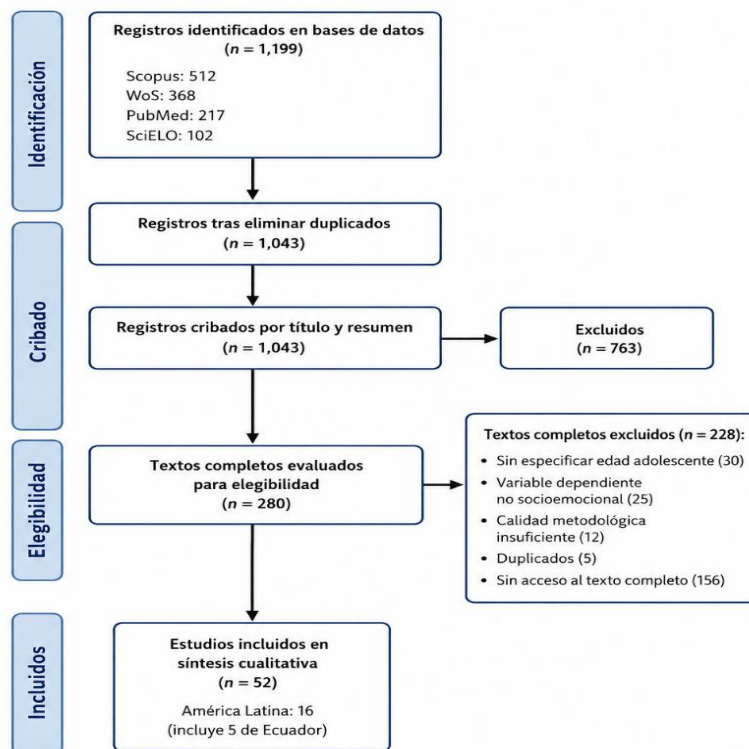 Identificación
Registros identificados en bases de datos
(n = 1,199)
Scopus: 512
WoS: 368
PubMed: 217
SciELO: 102
Registros tras eliminar duplicados
(n = 1,043)
Cribado
Registros cribados por título y resumen
(n = 1,043)
Excluidos
(n = 763)
Elegibilidad
Textos completos evaluados
para elegibilidad
(n = 280)
Textos completos excluidos (n = 228):
• Sin especificar edad adolescente (30)
• Variable dependiente
no socioemocional (25)
• Calidad metodológica
insuficiente (12)
• Duplicados (5)
• Sin acceso al texto completo (156)
Incluidos
Estudios incluidos en
síntesis cualitativa
(n = 52)
América Latina: 16
(incluye 5 de Ecuador)